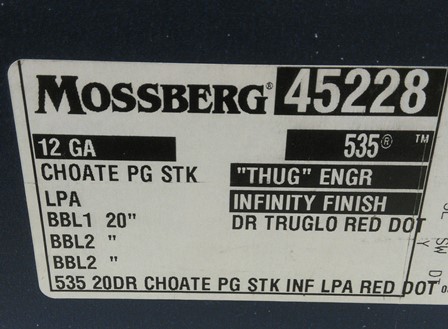 MOSSBERG® 45228
12 GA 535® ™
CHOATE PG STK "THUG" ENGR
LPA INFINITY FINISH
BBL1 20" DR TRUGLO RED DOT
BBL2 "
BBL2 "
535 20DR CHOATE PG STK INF LPA RED DOT